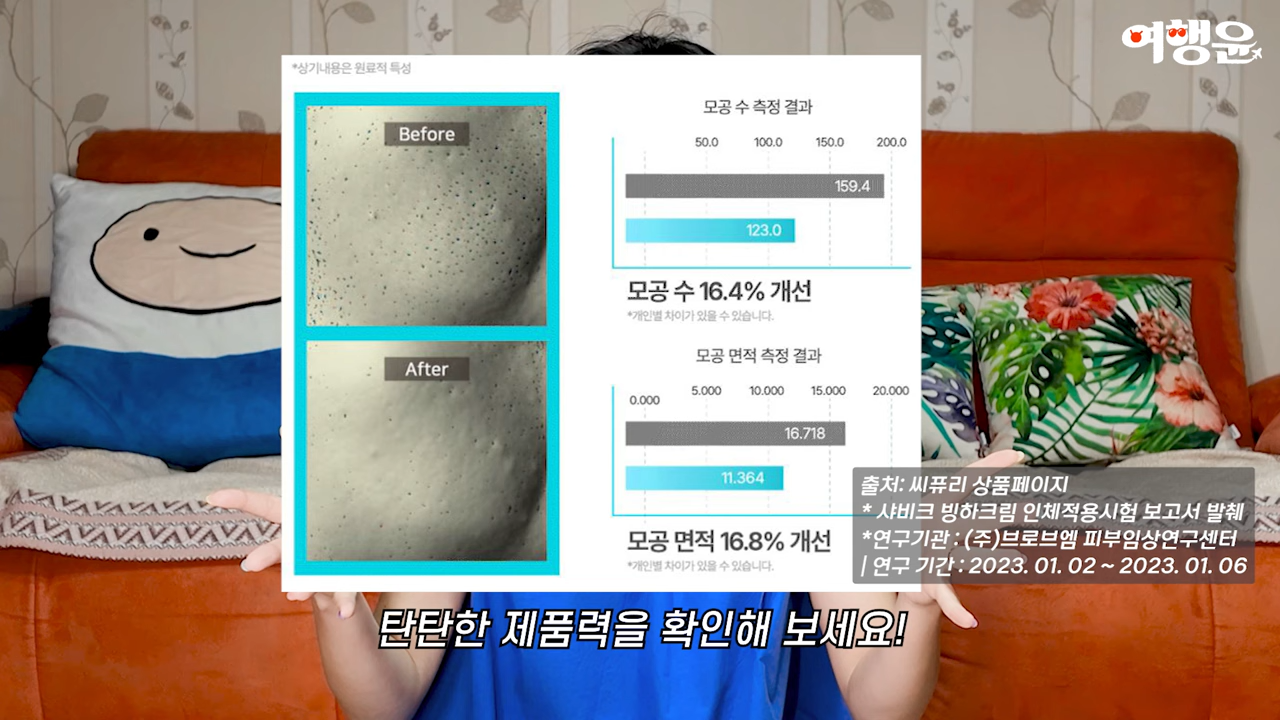 여행윤
*상기내용은 원료적 특성
Before
After
모공 수 측정 결과
50.0 100.0 150.0 200.0
159.4
123.0
모공 수 16.4% 개선
*개인별 차이가 있을 수 있습니다.
모공 면적 측정 결과
0.000 5.000 10.000 15.000 20.000
16.718
11.364
모공 면적 16.8% 개선
*개인별 차이가 있을 수 있습니다.
출처: 씨퓨리 상품페이지
* 샤비크 빙하크림 인체적용시험 보고서 발췌
*연구기관 : (주)브로브엠 피부임상연구센터
| 연구 기간 : 2023. 01. 02 ~ 2023. 01. 06
탄탄한 제품력을 확인해 보세요!